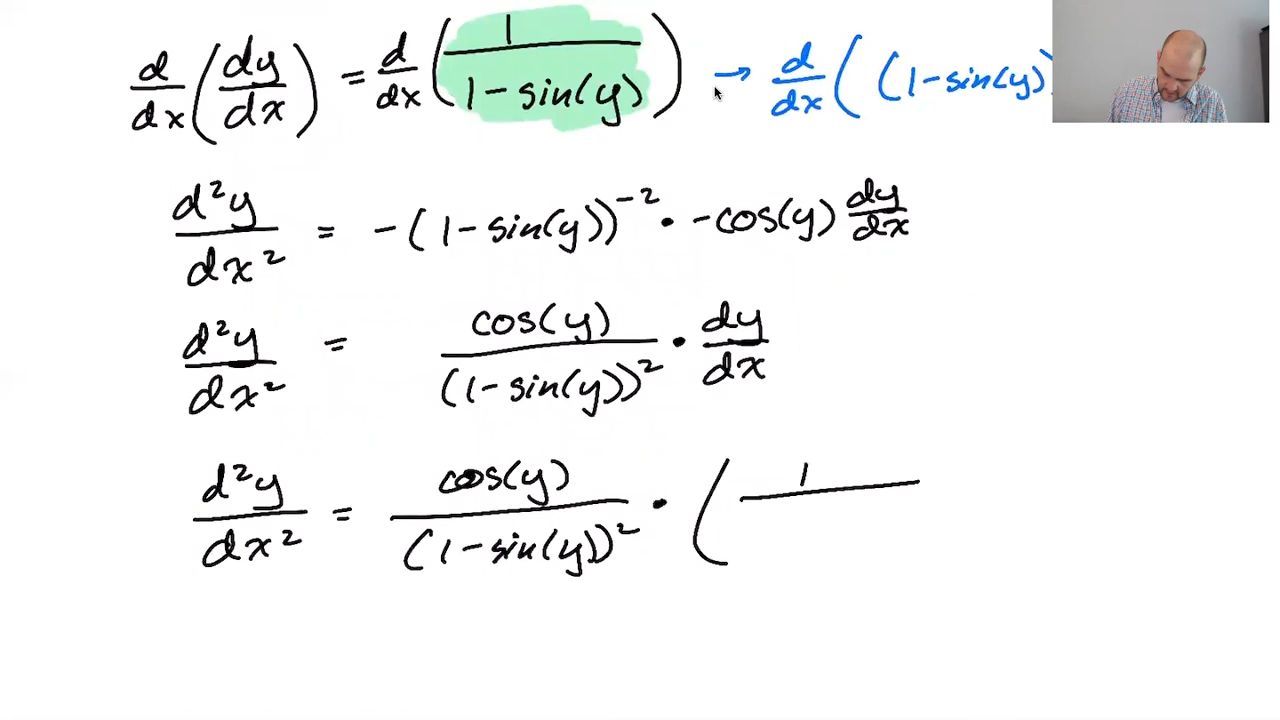 d/dx (dy/dx) = d/dx (1/(1-sin(y))) → d/dx ((1-sin(y))
d²y/dx² = -(1-sin(y))⁻² • -cos(y) dy/dx
d²y/dx² = cos(y)/(1-sin(y))² • dy/dx
d²y/dx² = cos(y)/(1-sin(y))² • (1/